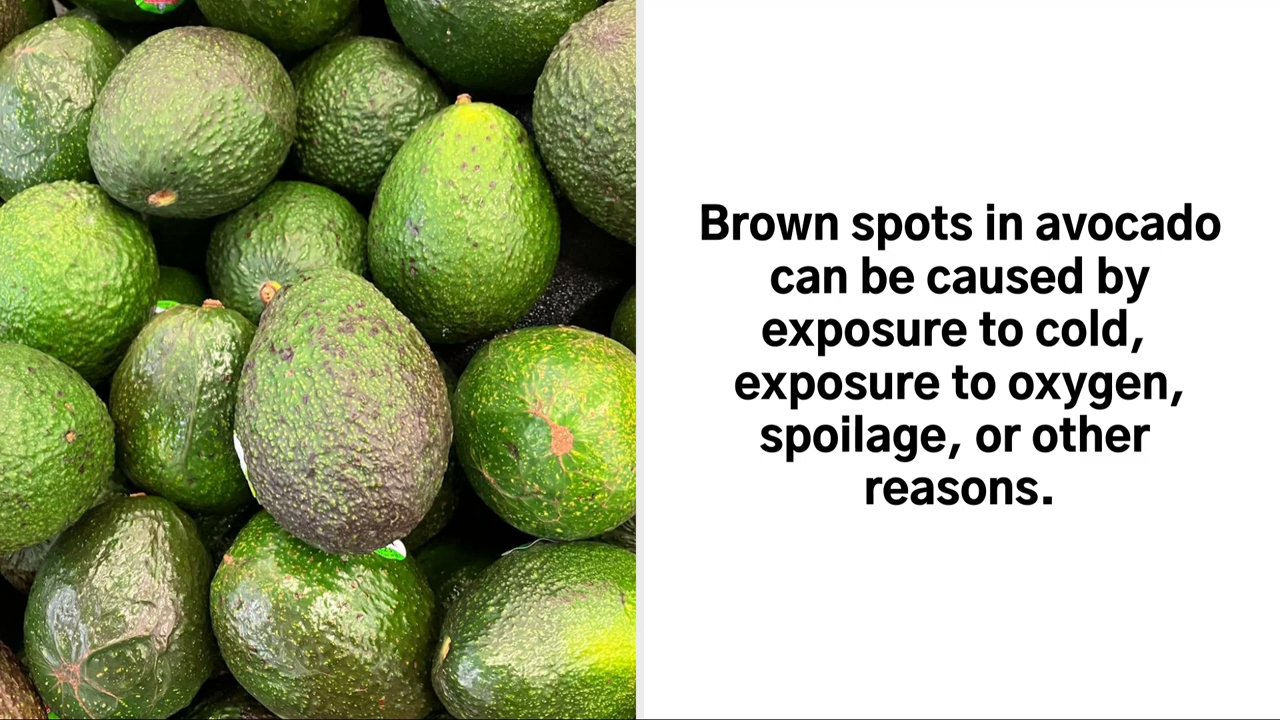 Brown spots in avocado
can be caused by
exposure to cold,
exposure to oxygen,
spoilage, or other
reasons.